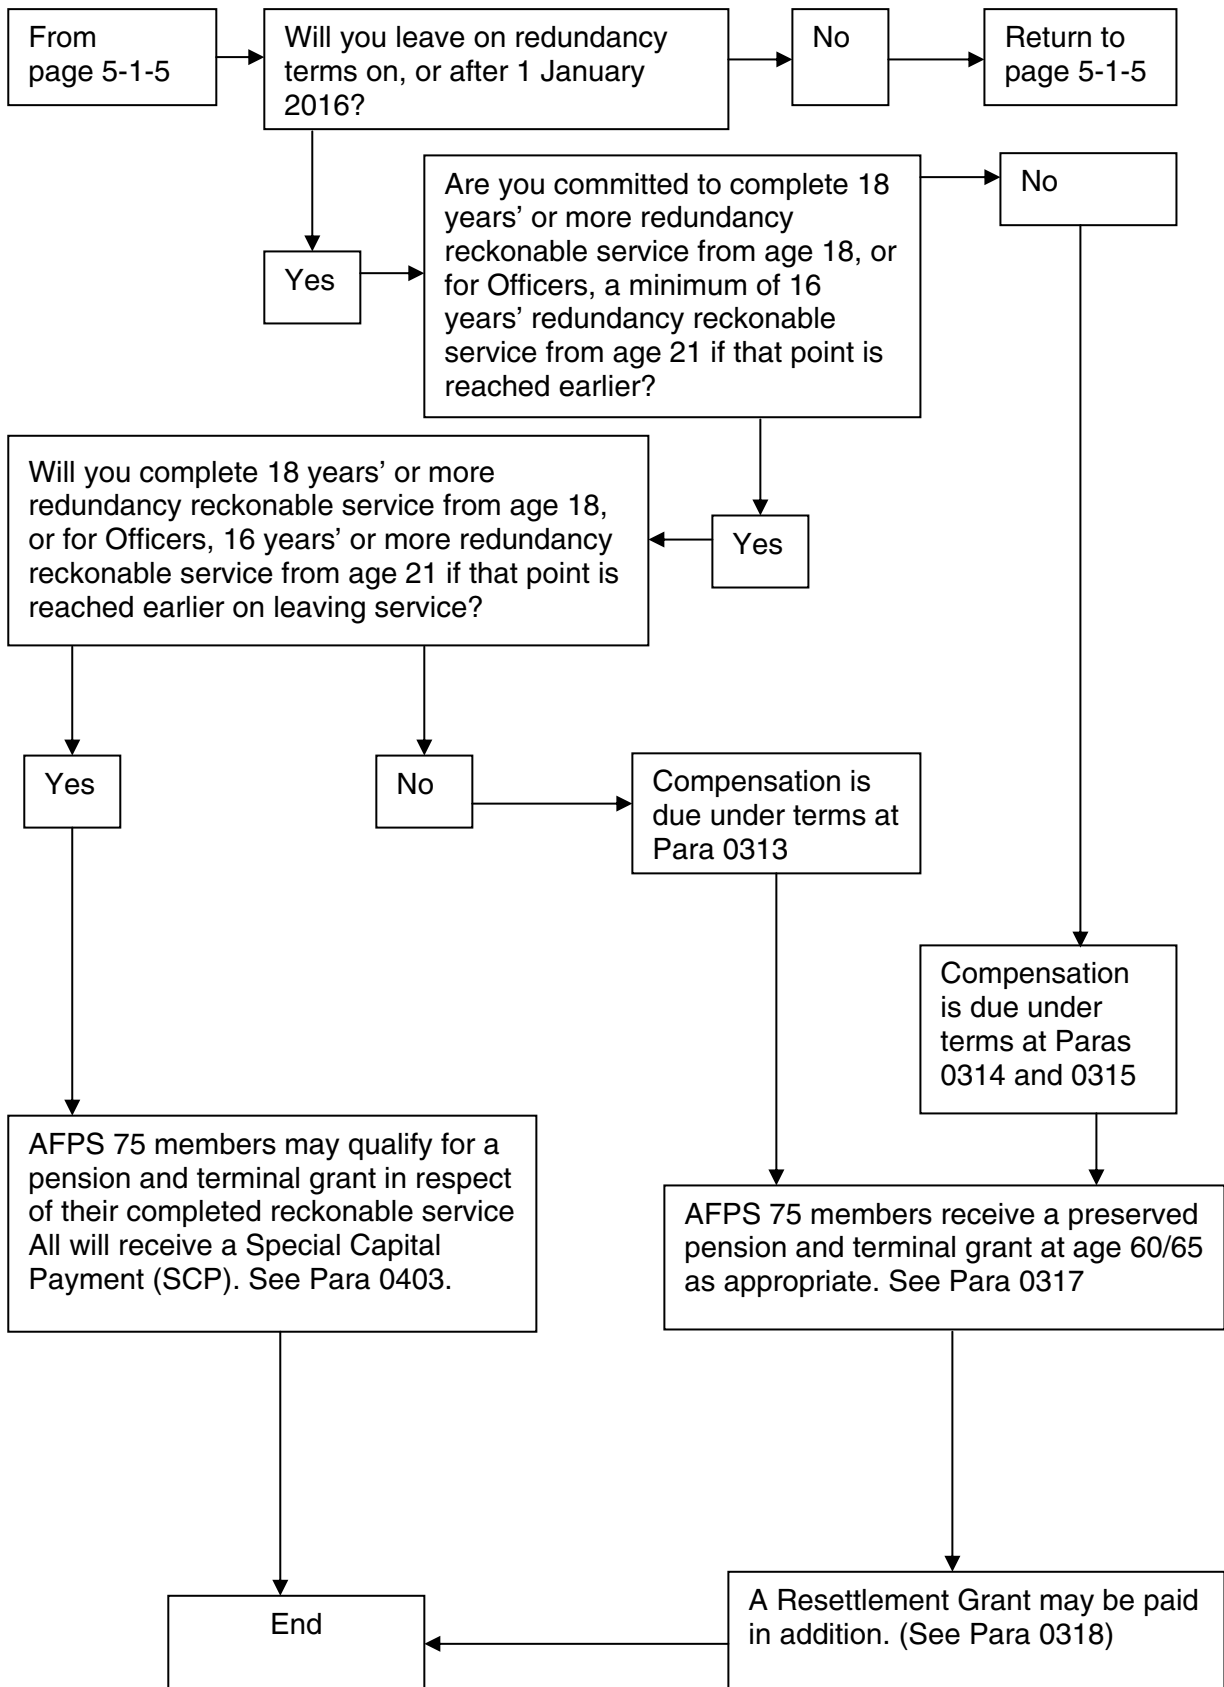 From
page 5-1-5
Will you leave on redundancy
terms on, or after 1 January
2016?
No
Return to
page 5-1-5
Are you committed to complete 18
years’ or more redundancy
reckonable service from age 18, or
for Officers, a minimum of 16
years’ redundancy reckonable
service from age 21 if that point is
reached earlier?
No
Yes
Will you complete 18 years’ or more
redundancy reckonable service from age 18,
or for Officers, 16 years’ or more redundancy
reckonable service from age 21 if that point is
reached earlier on leaving service?
Yes
Yes
No
Compensation is
due under terms at
Para 0313
Compensation
is due under
terms at Paras
0314 and 0315
AFPS 75 members may qualify for a
pension and terminal grant in respect
of their completed reckonable service
All will receive a Special Capital
Payment (SCP). See Para 0403.
AFPS 75 members receive a preserved
pension and terminal grant at age 60/65
as appropriate. See Para 0317
End
A Resettlement Grant may be paid
in addition. (See Para 0318)